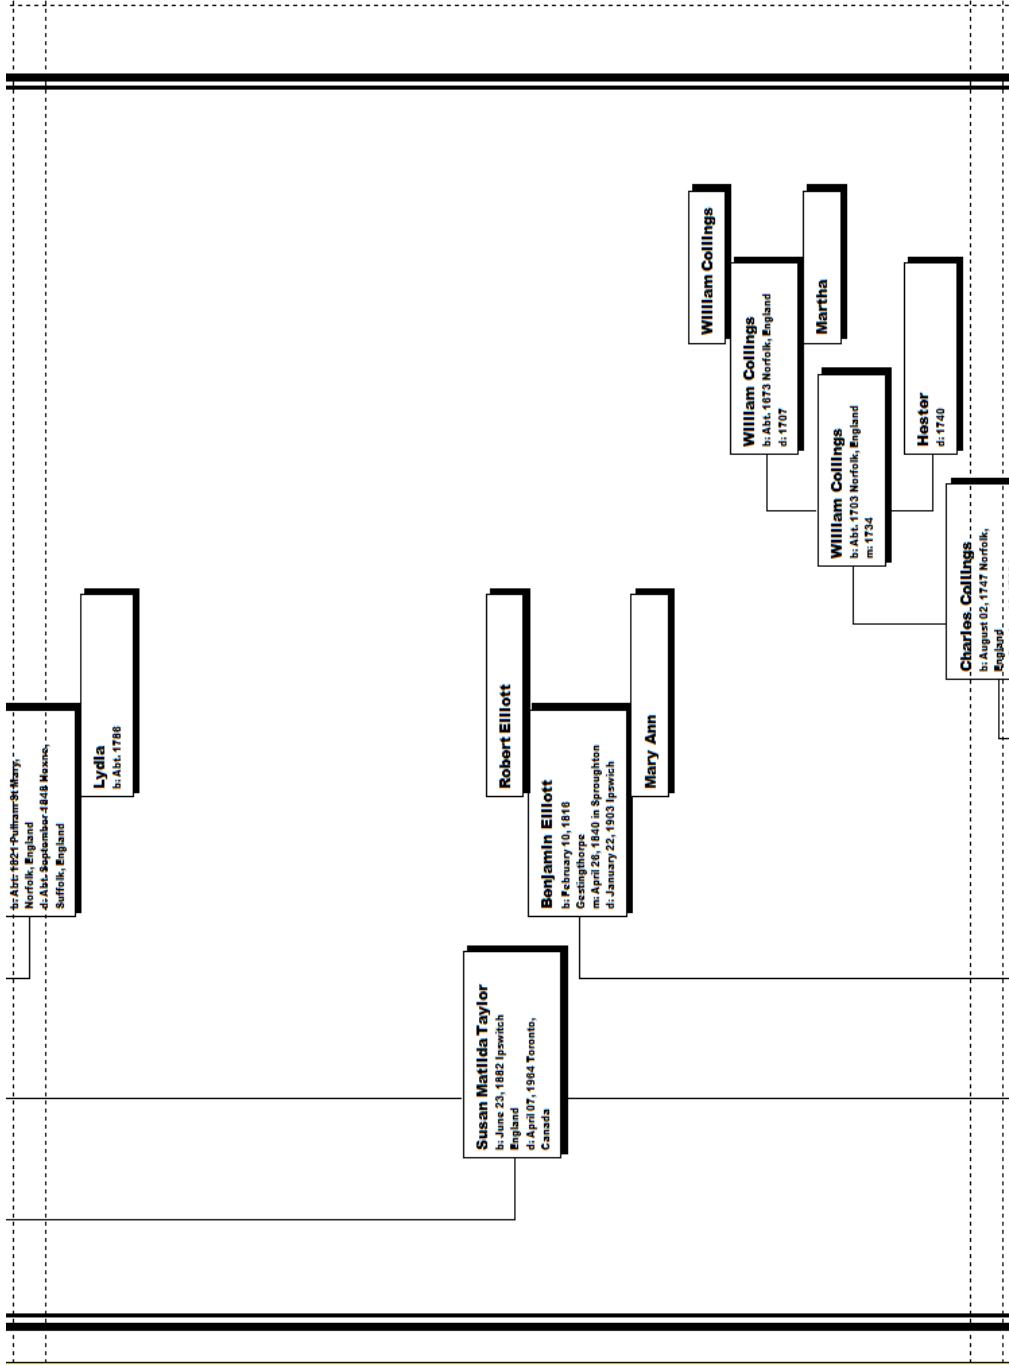 b: Abt. 1821 Pulham St Mary,
Norfolk, England
d: Abt. September 1848 Hoxne,
Suffolk, England
Lydia
b: Abt. 1786
Susan Matilda Taylor
b: June 23, 1882 Ipswitch
England
d: April 07, 1964 Toronto,
Canada
Robert Elliott
Benjamin Elliott
b: February 10, 1816
Gestingthorpe
m: April 26, 1840 in Sproughton
d: January 22, 1903 Ipswich
Mary Ann
William Collings
William Collings
b: Abt. 1673 Norfolk, England
d: 1707
Martha
William Collings
b: Abt. 1703 Norfolk, England
m: 1734
Hester
d: 1740
Charles Collings
b: August 02, 1747 Norfolk,
England